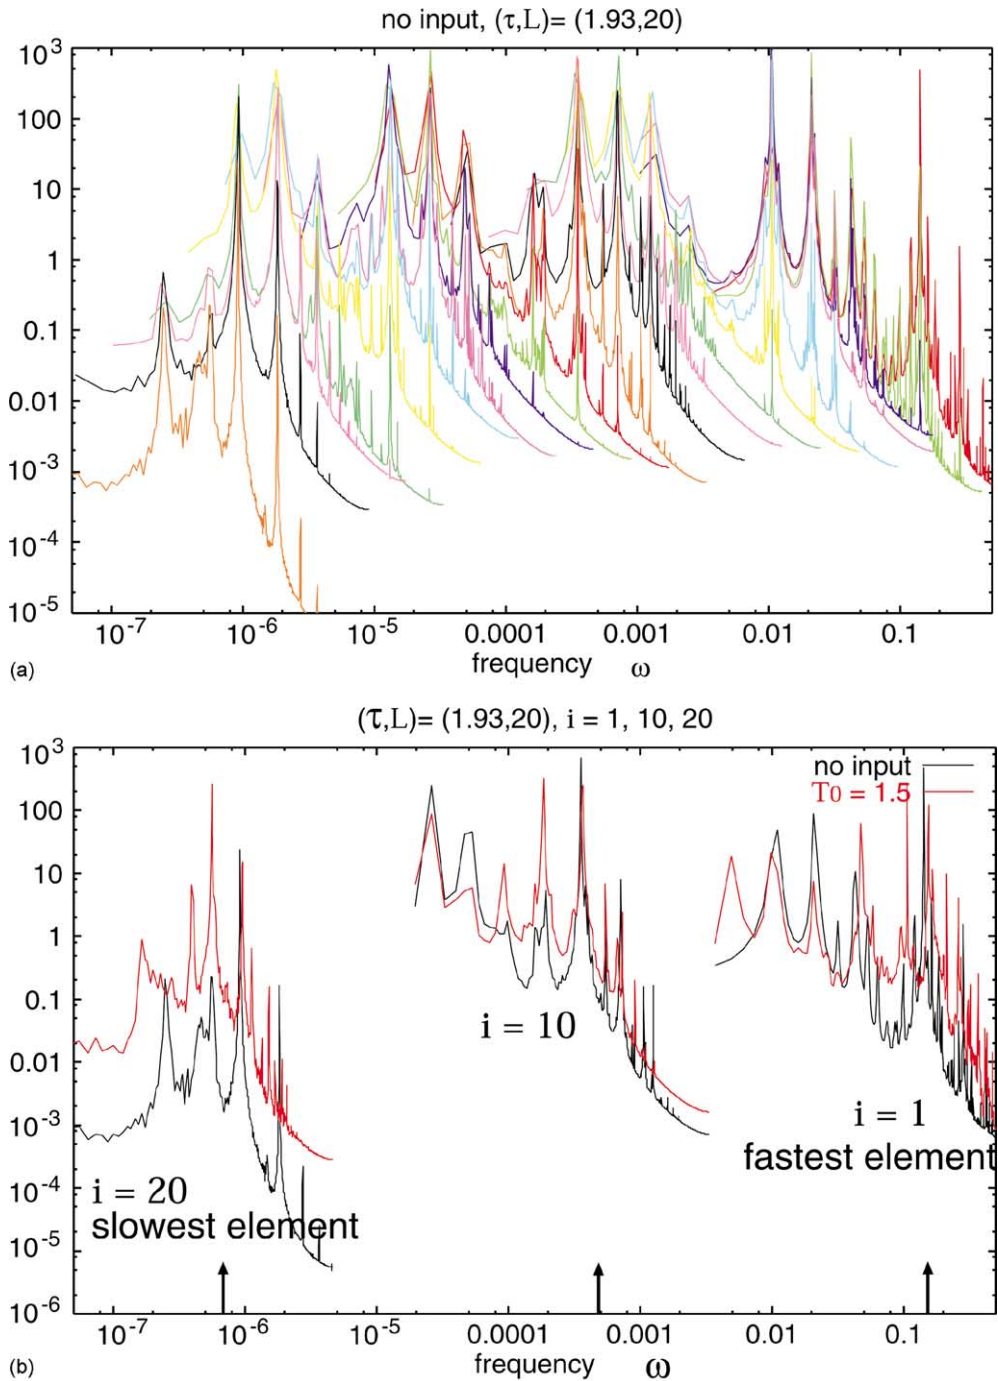 no input, (τ,L)= (1.93,20)
10^3
100
10
1
0.1
0.01
10^-3
10^-4
10^-5
10^-7
10^-6
10^-5
0.0001
0.001
0.01
0.1
frequency ω
(a)
(τ,L)= (1.93,20), i = 1, 10, 20
10^3
100
10
1
0.1
0.01
10^-3
10^-4
10^-5
10^-6
no input
T0 = 1.5
i = 10
i = 1
fastest element
i = 20
slowest element
10^-7
10^-6
10^-5
0.0001
0.001
0.01
0.1
frequency ω
(b)